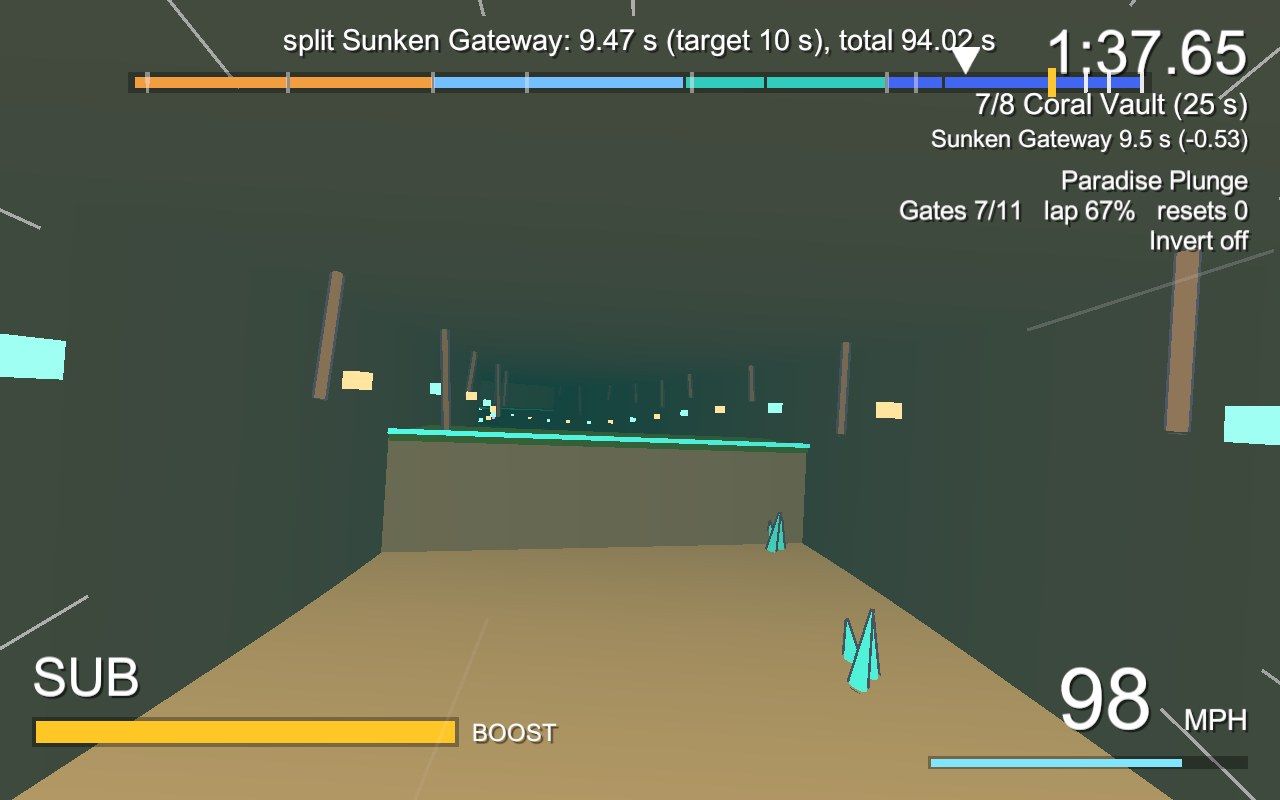 split Sunken Gateway: 9.47 s (target 10 s), total 94.02 s
1:37.65
7/8 Coral Vault (25 s)
Sunken Gateway 9.5 s (-0.53)
Paradise Plunge
Gates 7/11 lap 67% resets 0
Invert off
SUB
BOOST
98 MPH